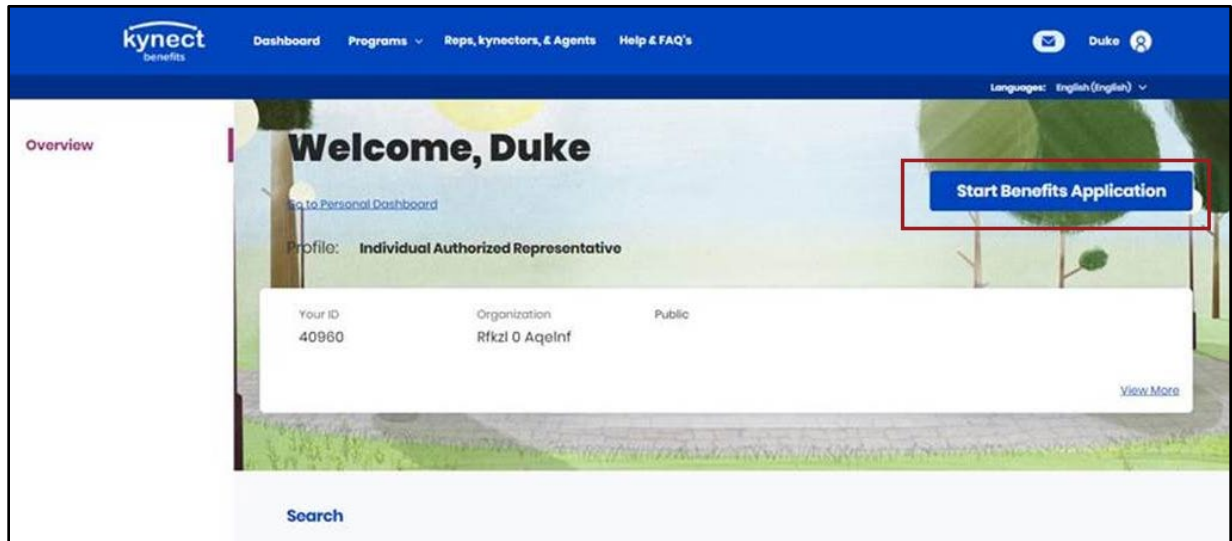 kynect
benefits
Dashboard Programs Reps, kynectors, & Agents Help & FAQ's Duke
Languages: English (English)
Overview
Welcome, Duke
Start Benefits Application
Go to Personal Dashboard
Profile: Individual Authorized Representative
Your ID Organization Public
40960 Rfkzl 0 Aqelnf
View More
Search